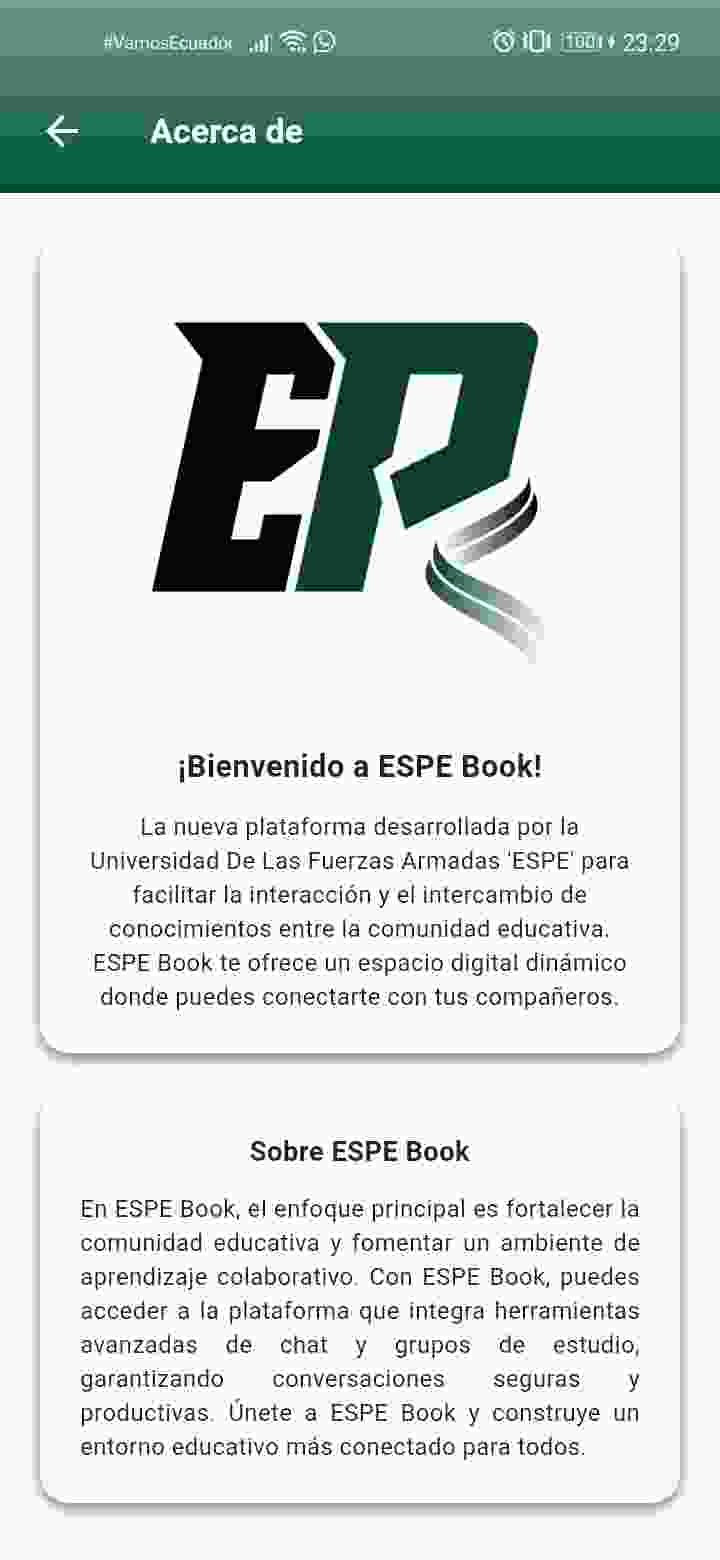 #VamosEcuador
100
23:29
Acerca de
EP
¡Bienvenido a ESPE Book!
La nueva plataforma desarrollada por la
Universidad De Las Fuerzas Armadas 'ESPE' para
facilitar la interacción y el intercambio de
conocimientos entre la comunidad educativa.
ESPE Book te ofrece un espacio digital dinámico
donde puedes conectarte con tus compañeros.
Sobre ESPE Book
En ESPE Book, el enfoque principal es fortalecer la
comunidad educativa y fomentar un ambiente de
aprendizaje colaborativo. Con ESPE Book, puedes
acceder a la plataforma que integra herramientas
avanzadas de chat y grupos de estudio,
garantizando conversaciones seguras y
productivas. Únete a ESPE Book y construye un
entorno educativo más conectado para todos.